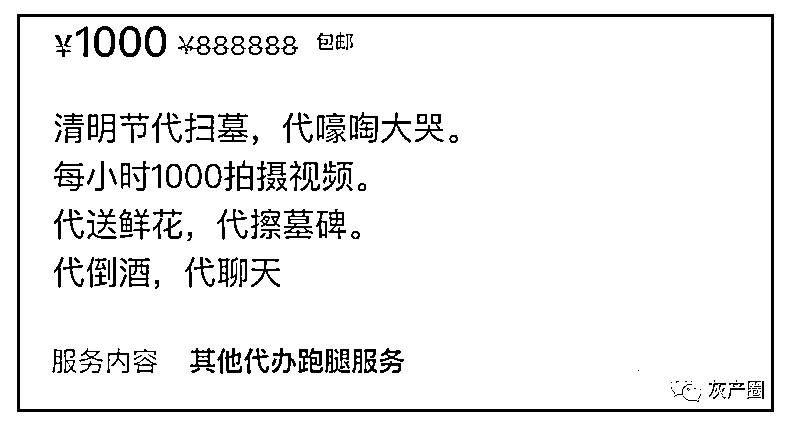 ¥1000 ¥888888 包邮
清明节代扫墓，代嚎啕大哭。
每小时1000拍摄视频。
代送鲜花，代擦墓碑。
代倒酒，代聊天
服务内容 其他代办跑腿服务
灰产圈